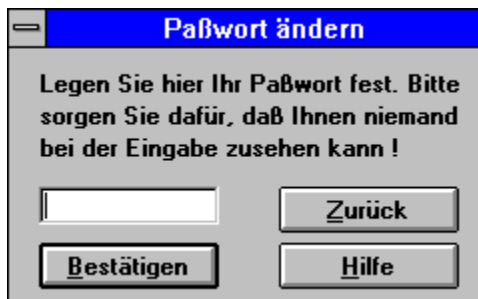 Paßwort ändern
Legen Sie hier Ihr Paßwort fest. Bitte
sorgen Sie dafür, daß Ihnen niemand
bei der Eingabe zusehen kann !
Zurück
Bestätigen
Hilfe